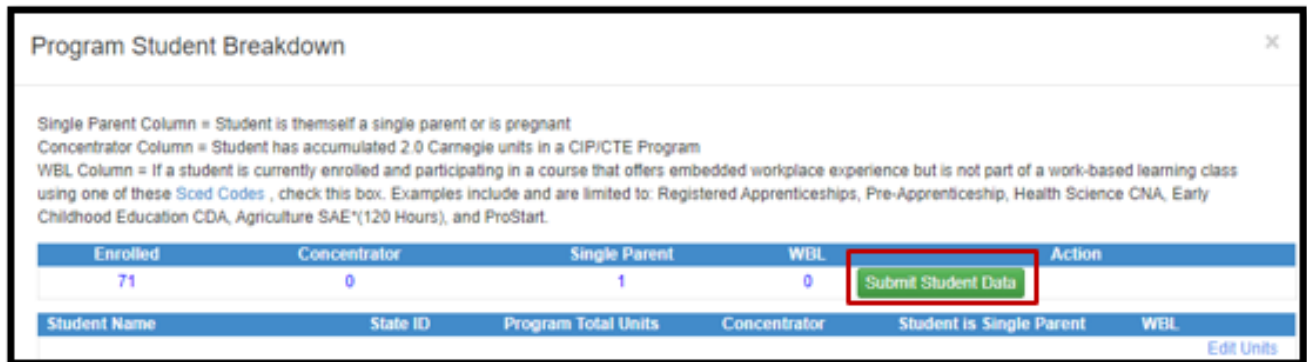 Program Student Breakdown ×
Single Parent Column = Student is themself a single parent or is pregnant
Concentrator Column = Student has accumulated 2.0 Carnegie units in a CIP/CTE Program
WBL Column = If a student is currently enrolled and participating in a course that offers embedded workplace experience but is not part of a work-based learning class
using one of these Sced Codes , check this box. Examples include and are limited to: Registered Apprenticeships, Pre-Apprenticeship, Health Science CNA, Early
Childhood Education CDA, Agriculture SAE*(120 Hours), and ProStart.
Enrolled Concentrator Single Parent WBL Action
71 0 1 0 Submit Student Data
Student Name State ID Program Total Units Concentrator Student is Single Parent WBL
Edit Units